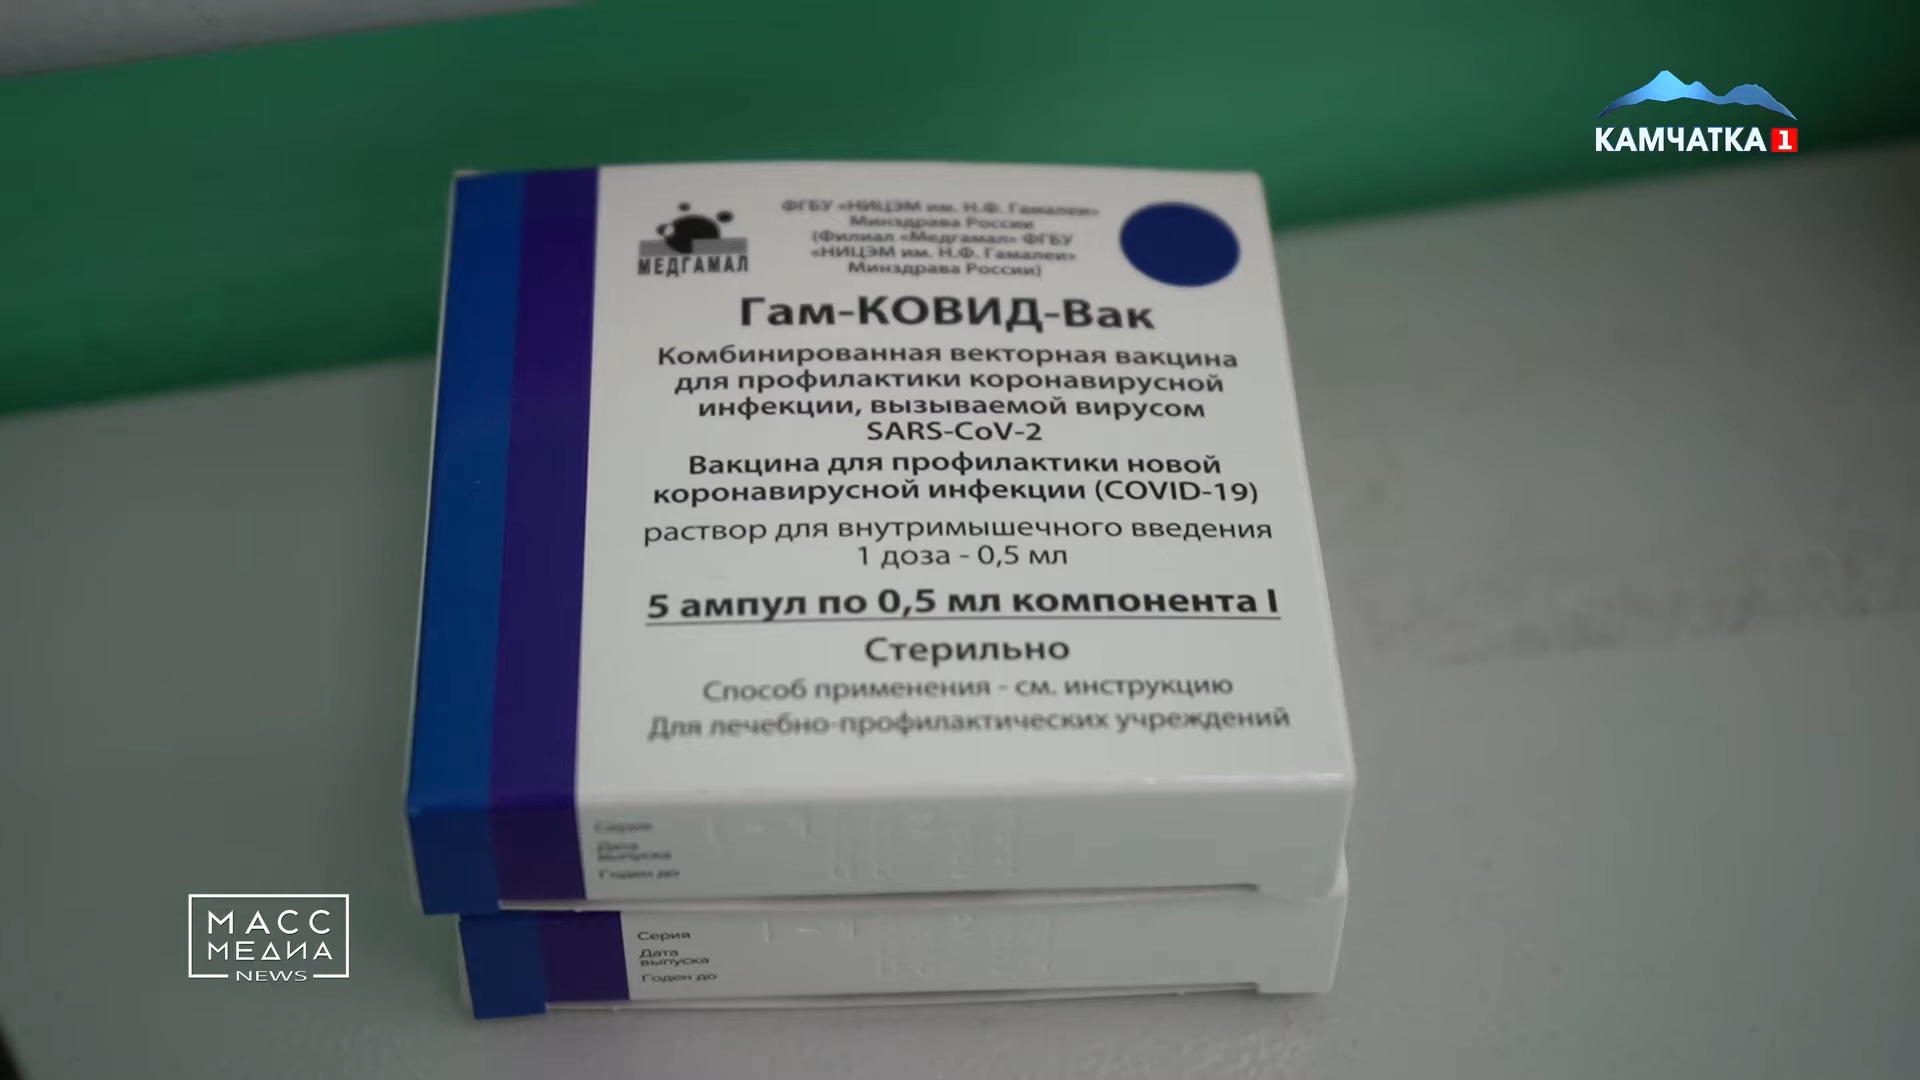 КАМЧАТКА 1
МЕДГАМАЛ
ФГБУ «НИЦЭМ им. Н.Ф. Гамалеи»
Минздрава России
(Филиал «Медгамал» ФГБУ
«НИЦЭМ им. Н.Ф. Гамалеи»
Минздрава России)
Гам-КОВИД-Вак
Комбинированная векторная вакцина
для профилактики коронавирусной
инфекции, вызываемой вирусом
SARS-CoV-2
Вакцина для профилактики новой
коронавирусной инфекции (COVID-19)
раствор для внутримышечного введения
1 доза - 0,5 мл
5 ампул по 0,5 мл компонента I
Стерильно
Способ применения - см. инструкцию
Для лечебно-профилактических учреждений
Серия
Дата
выпуска
Годен до
Серия
Дата
выпуска
Годен до
МАСС
МЕДИА
NEWS